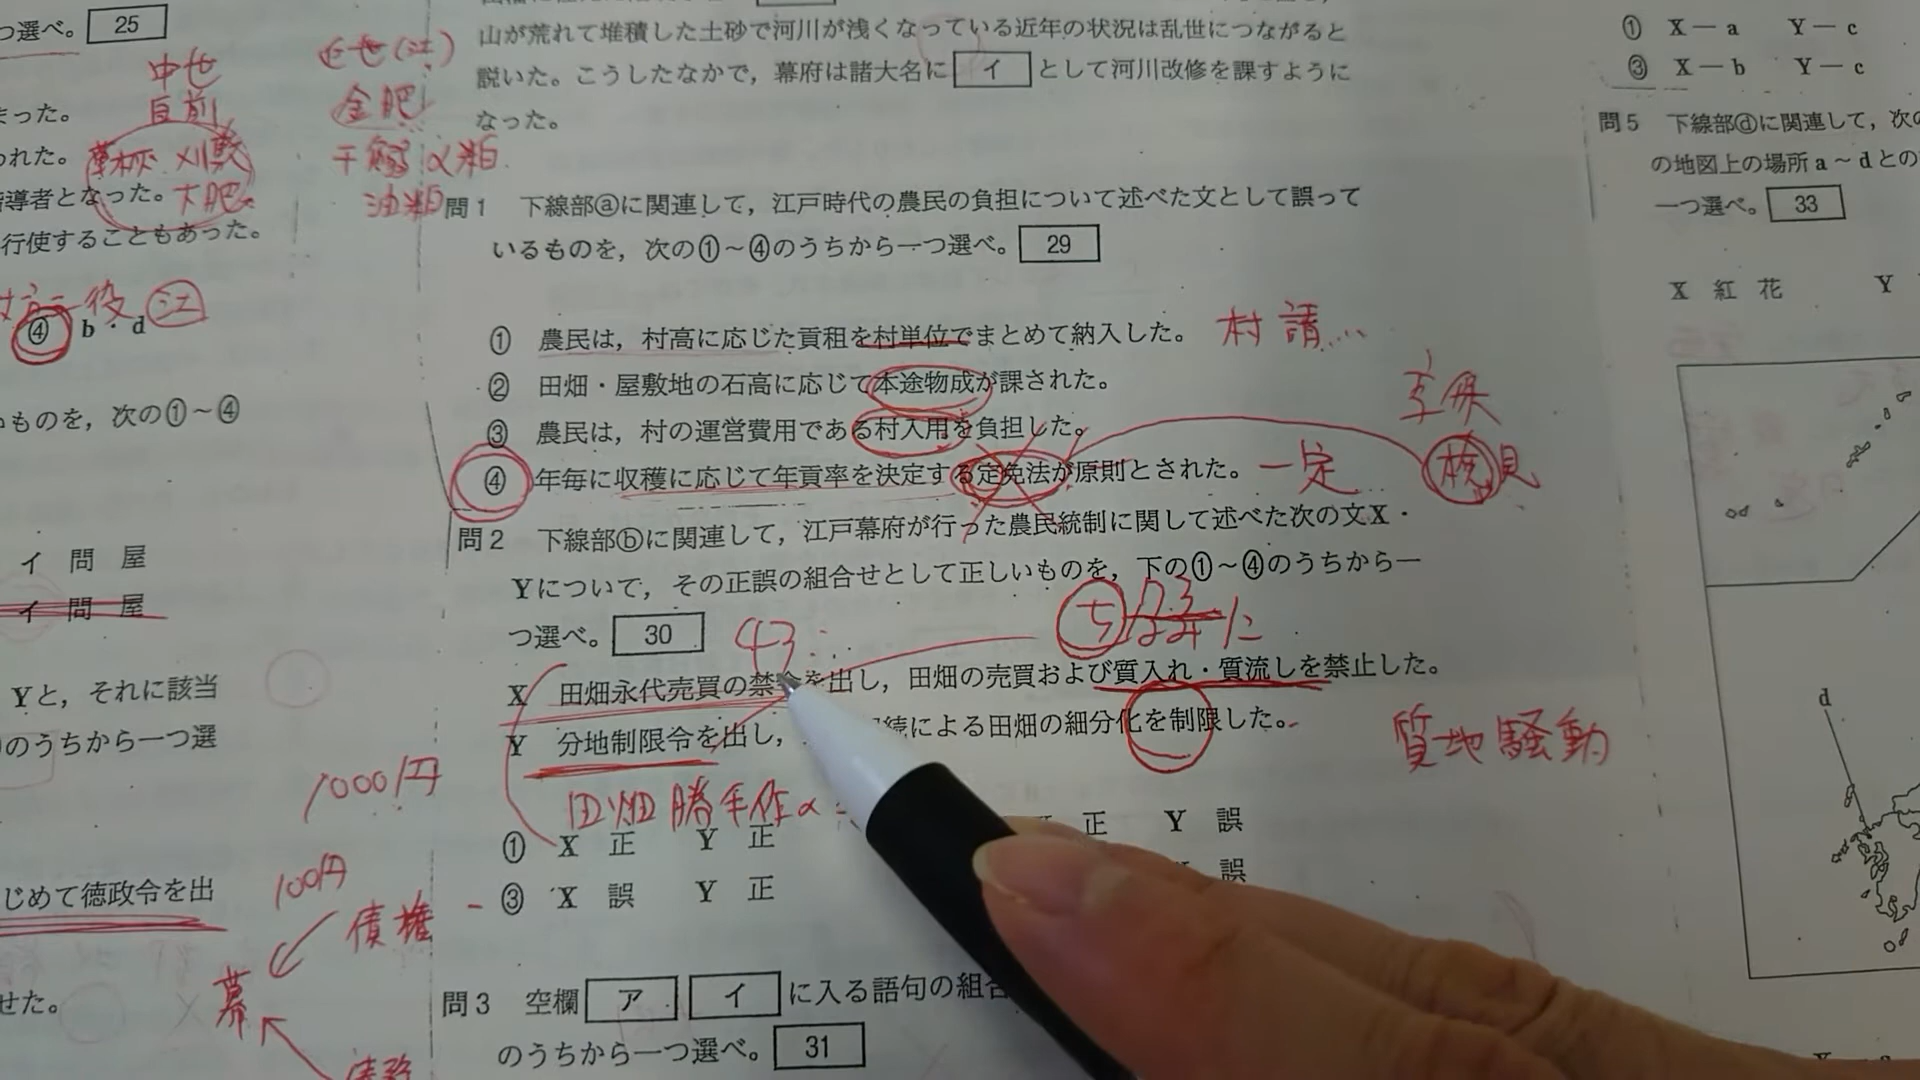 つ選べ。 25
まった。
われた。
指導者となった。
行使することもあった。
④ b・d
いものを，次の①～④
イ 問 屋
イ 問 屋
Yと，それに該当
のうちから一つ選
じめて徳政令を出
せた。
中世
自前
草木灰 刈敷
大肥
近世(江)
金肥
干鰯 〆粕
油粕
江
1000円
100円
債権
幕
山が荒れて堆積した土砂で河川が浅くなっている近年の状況は乱世につながると
説いた。こうしたなかで，幕府は諸大名に イ として河川改修を課すように
なった。
問1 下線部ⓐに関連して，江戸時代の農民の負担について述べた文として誤って
いるものを，次の①～④のうちから一つ選べ。 29
① 農民は，村高に応じた貢租を村単位でまとめて納入した。 村請
② 田畑・屋敷地の石高に応じて本途物成が課された。
③ 農民は，村の運営費用である村入用を負担した。
④ 年毎に収穫に応じて年貢率を決定する定免法が原則とされた。 一定
検見
問2 下線部ⓑに関連して，江戸幕府が行った農民統制に関して述べた次の文X・
Yについて，その正誤の組合せとして正しいものを，下の①～④のうちから一
つ選べ。 30
43
X 田畑永代売買の禁令を出し，田畑の売買および質入れ・質流しを禁止した。
Y 分地制限令を出し， 続による田畑の細分化を制限した。
質地騒動
田畑勝手作
① X 正 Y 正
正 Y 誤
③ X 誤 Y 正
誤
問3 空欄 ア イ に入る語句の組合
のうちから一つ選べ。 31
① X－a Y－c
③ X－b Y－c
問5 下線部ⓓに関連して，次の
の地図上の場所a～dとの
一つ選べ。 33
X 紅 花 Y
d